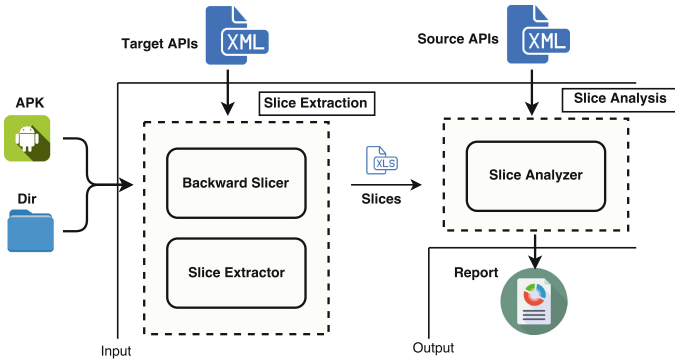 Target APIs
XML
Source APIs
XML
APK
Slice Extraction
Slice Analysis
Backward Slicer
XLS
Slice Analyzer
Dir
Slices
Slice Extractor
Report
Input
Output